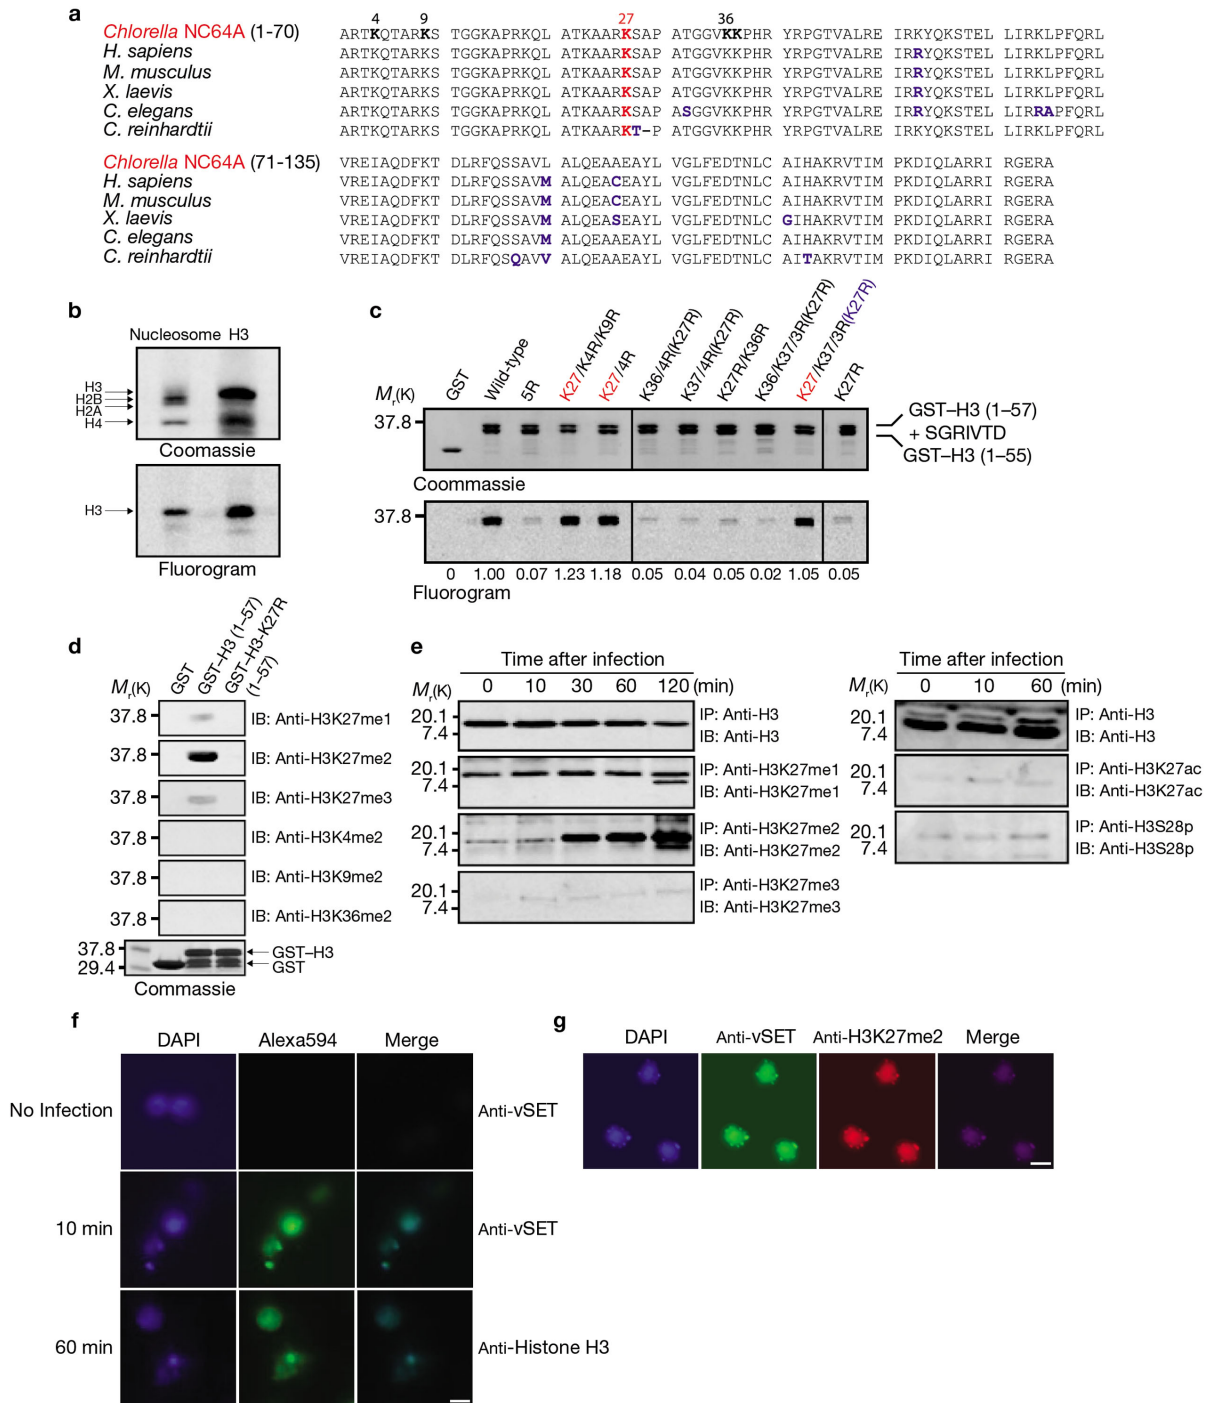 a
4 9 27 36
Chlorella NC64A (1-70) ARTKQTARKS TGGKAPRKQL ATKAARKSAP ATGGVKKPHR YRPGTVALRE IRKYQKSTEL LIRKLPFQRL
H. sapiens ARTKQTARKS TGGKAPRKQL ATKAARKSAP ATGGVKKPHR YRPGTVALRE IRRYQKSTEL LIRKLPFQRL
M. musculus ARTKQTARKS TGGKAPRKQL ATKAARKSAP ATGGVKKPHR YRPGTVALRE IRRYQKSTEL LIRKLPFQRL
X. laevis ARTKQTARKS TGGKAPRKQL ATKAARKSAP ATGGVKKPHR YRPGTVALRE IRRYQKSTEL LIRKLPFQRL
C. elegans ARTKQTARKS TGGKAPRKQL ATKAARKSAP ASGGVKKPHR YRPGTVALRE IRRYQKSTEL LIRRAPFQRL
C. reinhardtii ARTKQTARKS TGGKAPRKQL ATKAARKT-P ATGGVKKPHR YRPGTVALRE IRKYQKSTEL LIRKLPFQRL
Chlorella NC64A (71-135) VREIAQDFKT DLRFQSSAVL ALQEAAEAYL VGLFEDTNLC AIHAKRVTIM PKDIQLARRI RGERA
H. sapiens VREIAQDFKT DLRFQSSAVM ALQEACEAYL VGLFEDTNLC AIHAKRVTIM PKDIQLARRI RGERA
M. musculus VREIAQDFKT DLRFQSSAVM ALQEACEAYL VGLFEDTNLC AIHAKRVTIM PKDIQLARRI RGERA
X. laevis VREIAQDFKT DLRFQSSAVM ALQEASEAYL VGLFEDTNLC GIHAKRVTIM PKDIQLARRI RGERA
C. elegans VREIAQDFKT DLRFQSSAVM ALQEAAEAYL VGLFEDTNLC AIHAKRVTIM PKDIQLARRI RGERA
C. reinhardtii VREIAQDFKT DLRFQSQAVV ALQEAAEAYL VGLFEDTNLC AITAKRVTIM PKDIQLARRI RGERA
b
Nucleosome H3
H3
H2B
H2A
H4
Coomassie
H3
Fluorogram
c
GST Wild-type 5R K27/K4R/K9R K27/4R K36/4R(K27R) K37/4R(K27R) K27R/K36R K36/K37/3R(K27R) K27/K37/3R(K27R) K27R
Mr(K)
37.8
GST–H3 (1–57)
+ SGRIVTD
GST–H3 (1–55)
Coommassie
37.8
0 1.00 0.07 1.23 1.18 0.05 0.04 0.05 0.02 1.05 0.05
Fluorogram
d
GST GST–H3 (1–57) GST–H3-K27R (1–57)
Mr(K)
37.8 IB: Anti-H3K27me1
37.8 IB: Anti-H3K27me2
37.8 IB: Anti-H3K27me3
37.8 IB: Anti-H3K4me2
37.8 IB: Anti-H3K9me2
37.8 IB: Anti-H3K36me2
37.8 GST–H3
29.4 GST
Commassie
e
Time after infection
Mr(K) 0 10 30 60 120 (min)
20.1 IP: Anti-H3
7.4 IB: Anti-H3
20.1 IP: Anti-H3K27me1
7.4 IB: Anti-H3K27me1
20.1 IP: Anti-H3K27me2
7.4 IB: Anti-H3K27me2
20.1 IP: Anti-H3K27me3
7.4 IB: Anti-H3K27me3
Time after infection
Mr(K) 0 10 60 (min)
20.1 IP: Anti-H3
7.4 IB: Anti-H3
20.1 IP: Anti-H3K27ac
7.4 IB: Anti-H3K27ac
20.1 IP: Anti-H3S28p
7.4 IB: Anti-H3S28p
f
DAPI Alexa594 Merge
No Infection Anti-vSET
10 min Anti-vSET
60 min Anti-Histone H3
g
DAPI Anti-vSET Anti-H3K27me2 Merge